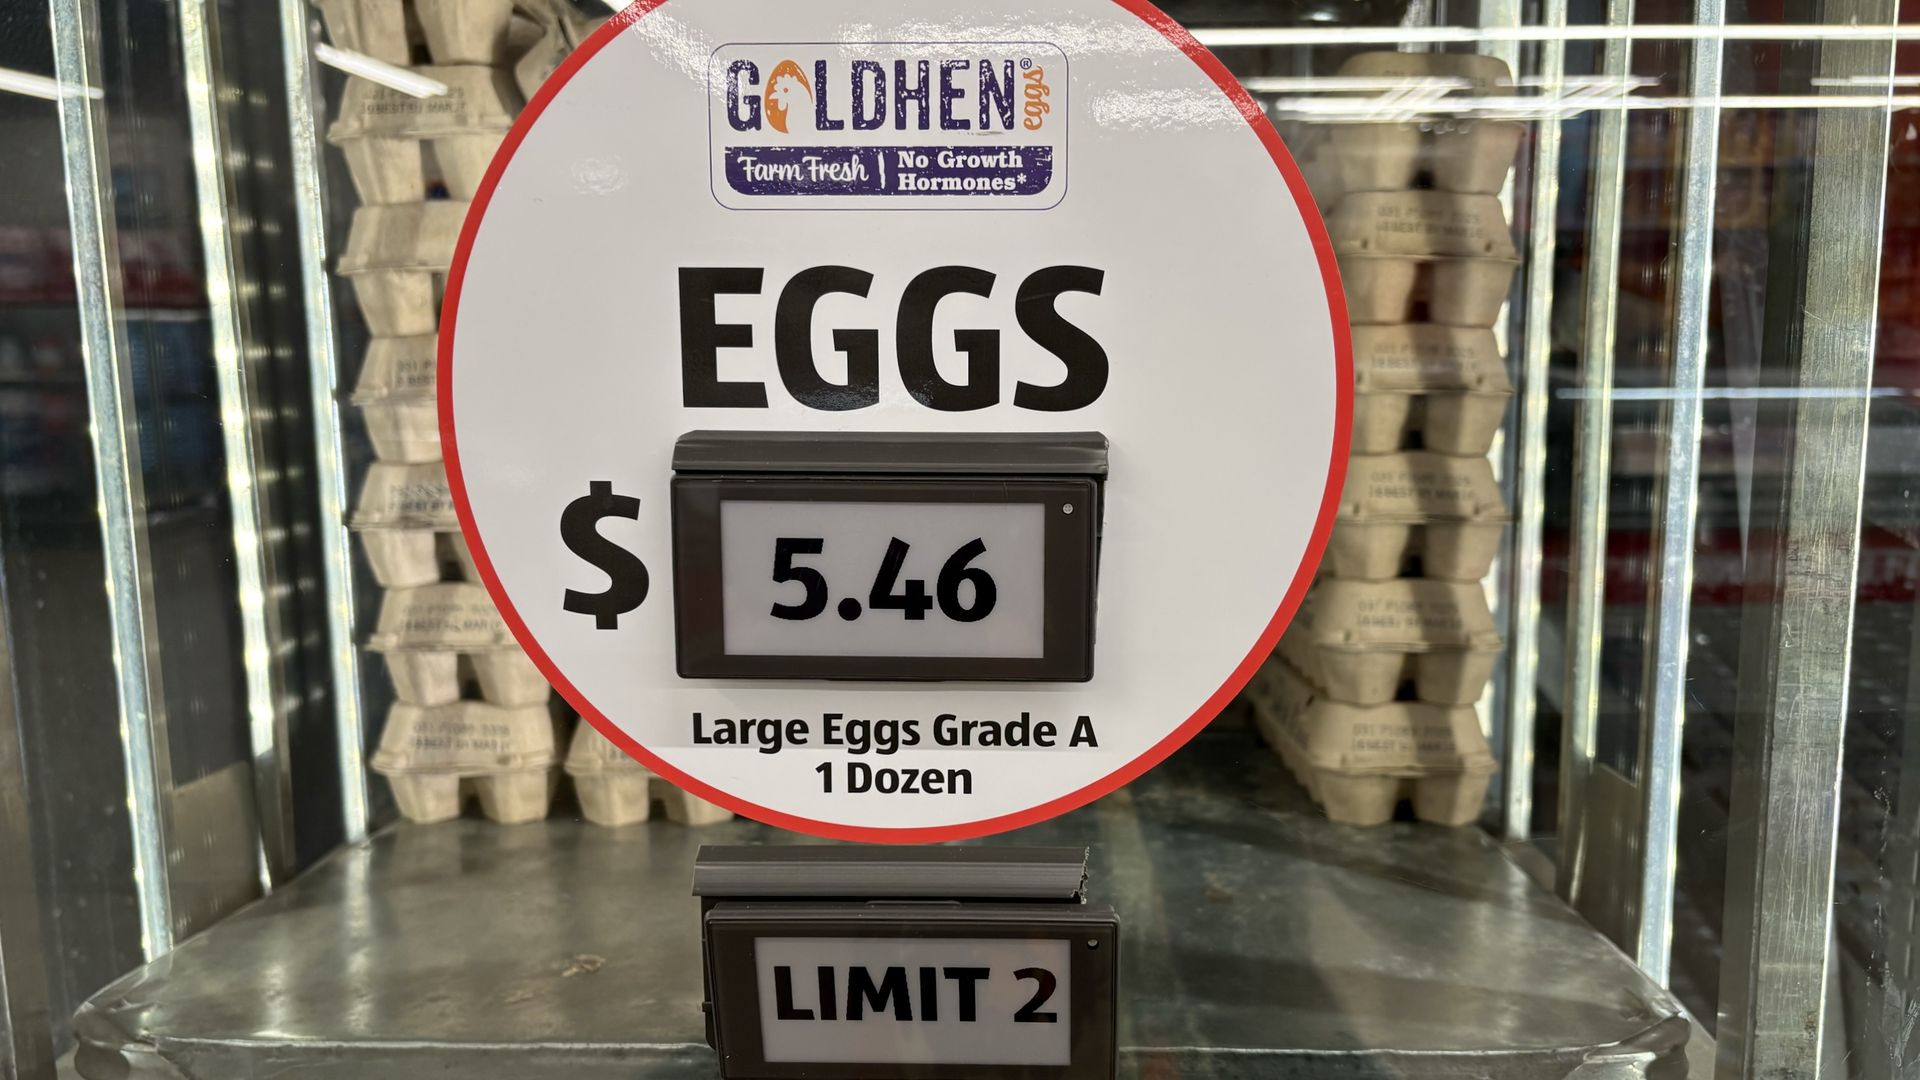 GOLDHEN® eggs
Farm Fresh | No Growth
Hormones*
EGGS
$ 5.46
Large Eggs Grade A
1 Dozen
LIMIT 2